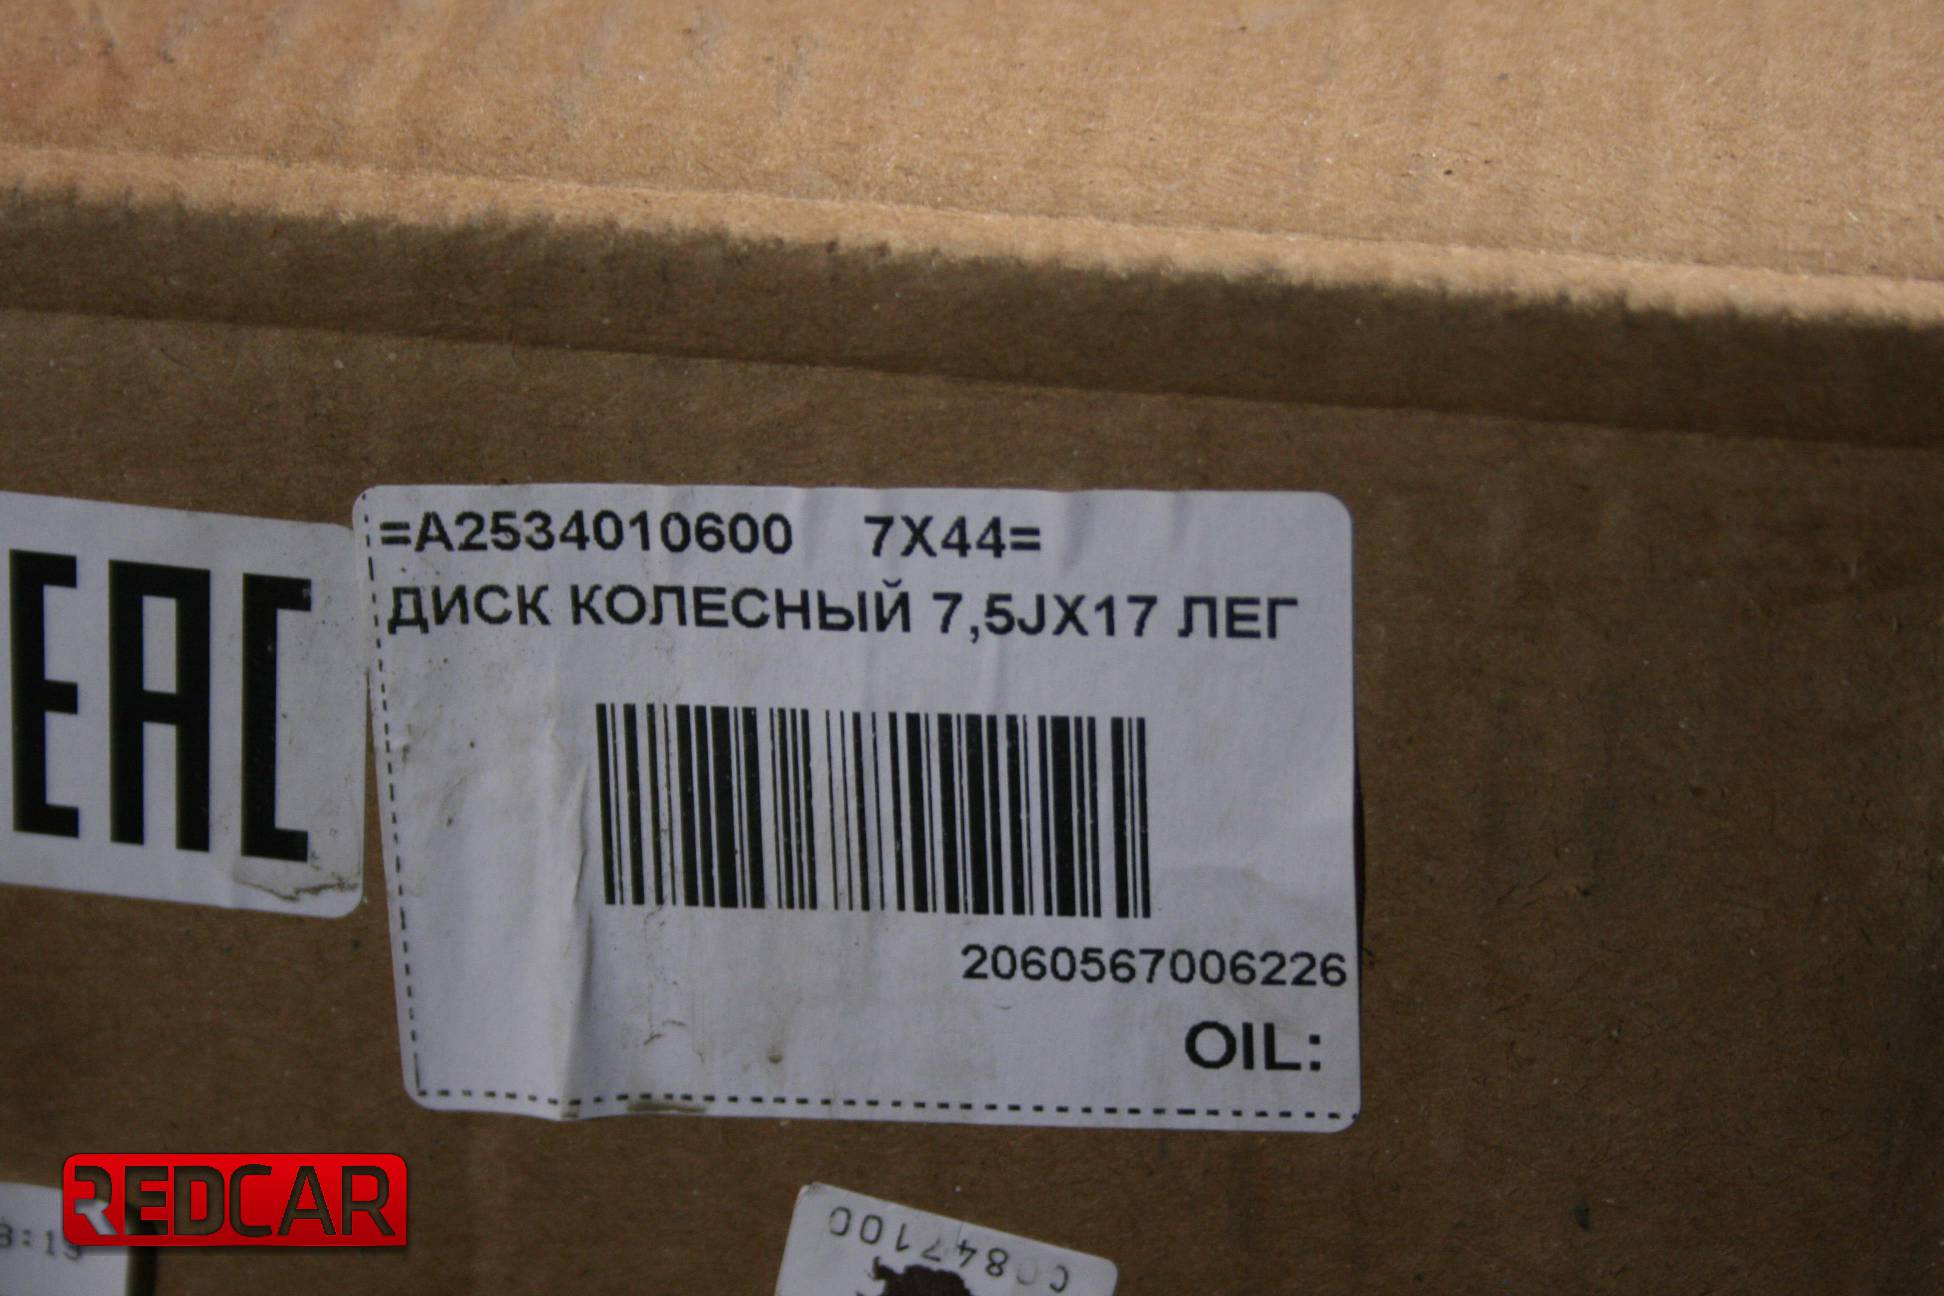 =A2534010600 7X44=
ДИСК КОЛЕСНЫЙ 7,5JX17 ЛЕГ
EAC
2060567006226
OIL:
REDCAR